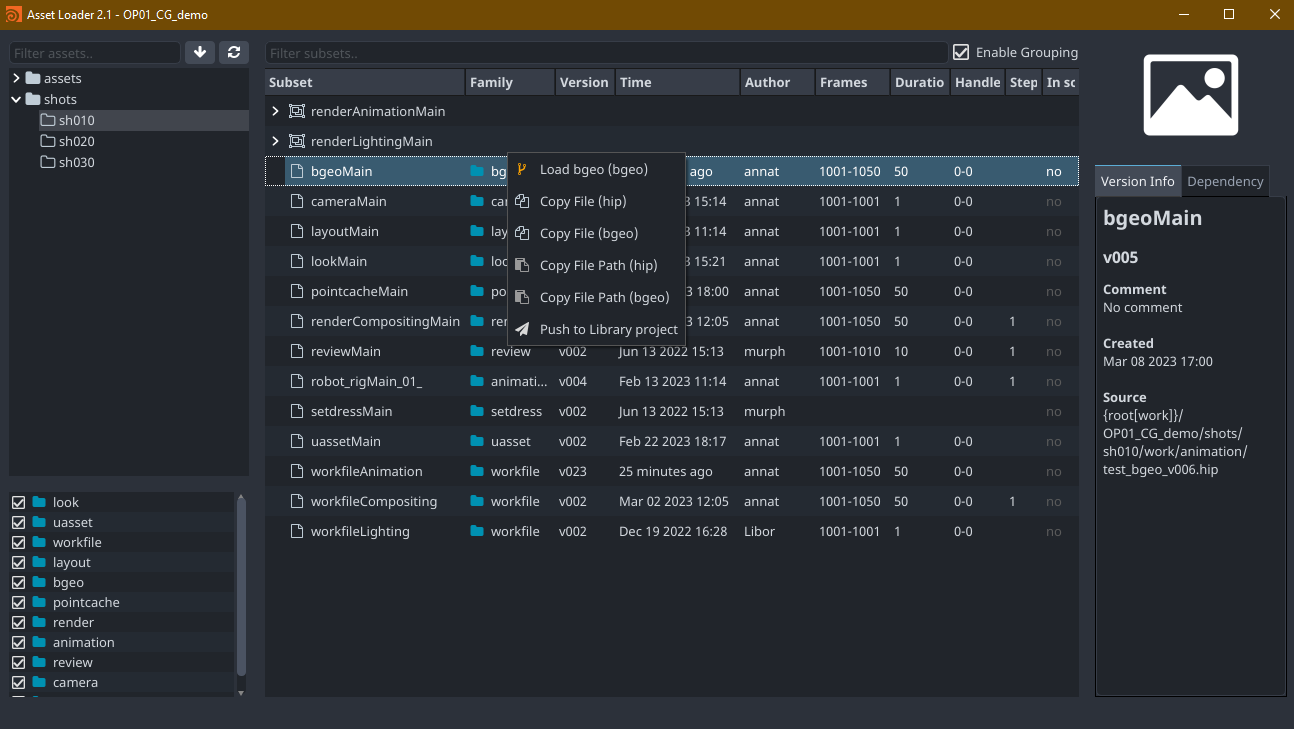 Asset Loader 2.1 - OP01_CG_demo
Filter assets..
assets
shots
sh010
sh020
sh030
look
uasset
workfile
layout
bgeo
pointcache
render
animation
review
camera
Filter subsets..
Enable Grouping
Subset Family Version Time Author Frames Duratio Handle Step In sc
renderAnimationMain
renderLightingMain
bgeoMain bg ago annat 1001-1050 50 0-0 no
cameraMain car 3 15:14 annat 1001-1001 1 0-0 no
layoutMain lay 3 11:14 annat 1001-1001 1 0-0 no
lookMain loc 3 15:21 annat 1001-1001 1 0-0 no
pointcacheMain po 3 18:00 annat 1001-1050 50 0-0 no
renderCompositingMain rer 3 12:05 annat 1001-1050 50 0-0 1 no
reviewMain review v002 Jun 13 2022 15:13 murph 1001-1010 10 0-0 1 no
robot_rigMain_01_ animati... v004 Feb 13 2023 11:14 annat 1001-1001 1 0-0 1 no
setdressMain setdress v002 Jun 13 2022 15:13 murph no
uassetMain uasset v002 Feb 22 2023 18:17 annat 1001-1001 1 0-0 no
workfileAnimation workfile v023 25 minutes ago annat 1001-1050 50 0-0 no
workfileCompositing workfile v002 Mar 02 2023 12:05 annat 1001-1050 50 0-0 1 no
workfileLighting workfile v002 Dec 19 2022 16:28 Libor 1001-1001 1 0-0 no
Load bgeo (bgeo)
Copy File (hip)
Copy File (bgeo)
Copy File Path (hip)
Copy File Path (bgeo)
Push to Library project
Version Info Dependency
bgeoMain
v005
Comment
No comment
Created
Mar 08 2023 17:00
Source
{root[work]}/
OP01_CG_demo/shots/
sh010/work/animation/
test_bgeo_v006.hip